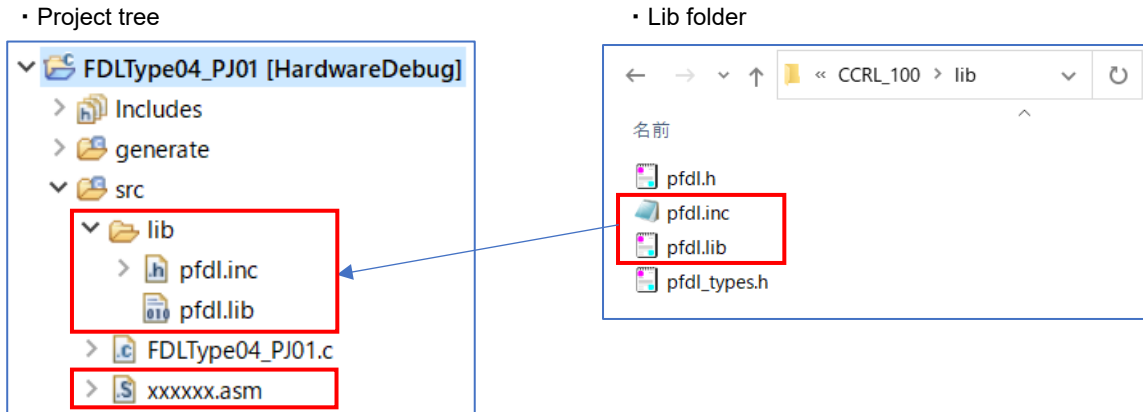 ・Project tree
FDLType04_PJ01 [HardwareDebug]
Includes
generate
src
lib
pfdl.inc
pfdl.lib
FDLType04_PJ01.c
xxxxxx.asm
・Lib folder
« CCRL_100 > lib
名前
pfdl.h
pfdl.inc
pfdl.lib
pfdl_types.h